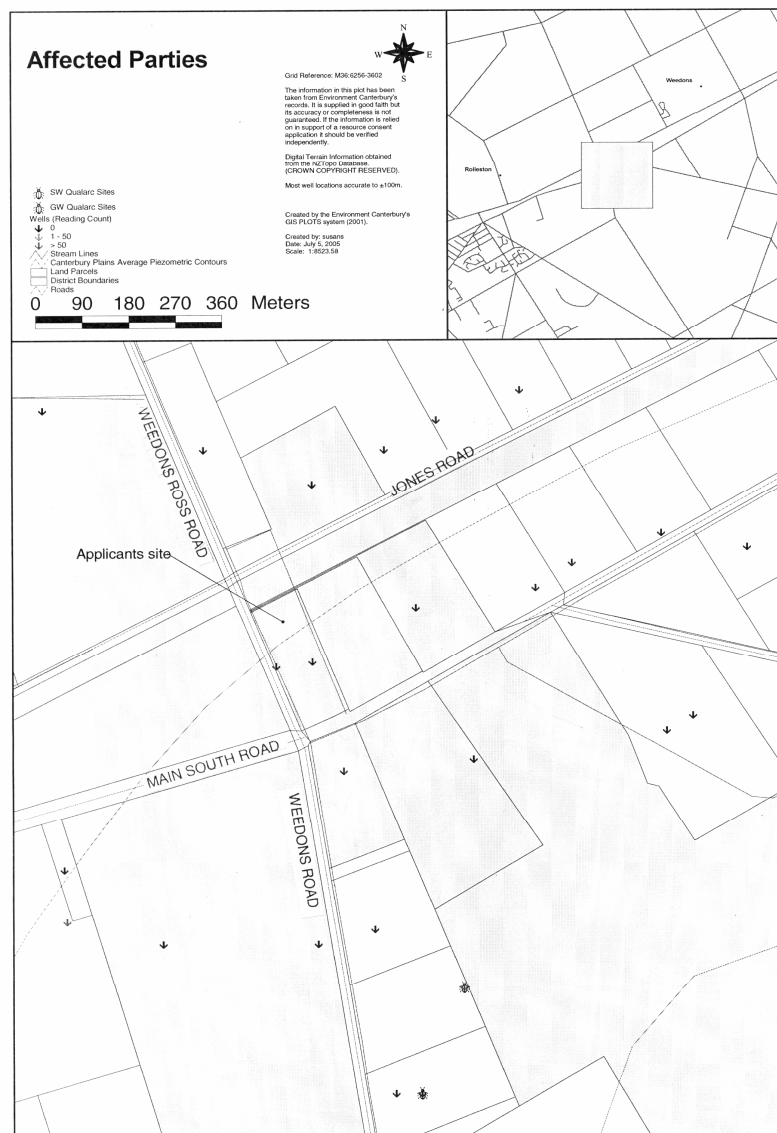 Affected Parties
N
W E
S
Grid Reference: M36:6256-3602
The information in this plot has been
taken from Environment Canterbury's
records. It is supplied in good faith but
its accuracy or completeness is not
guaranteed. If the information is relied
on in support of a resource consent
application it should be verified
independently.
Digital Terrain Information obtained
from the NZTopo Database.
(CROWN COPYRIGHT RESERVED).
Most well locations accurate to ±100m.
Created by the Environment Canterbury's
GIS PLOTS system (2001).
Created by: susans
Date: July 5, 2005
Scale: 1:8523.58
SW Qualarc Sites
GW Qualarc Sites
Wells (Reading Count)
0
1 - 50
> 50
Stream Lines
Canterbury Plains Average Piezometric Contours
Land Parcels
District Boundaries
Roads
0 90 180 270 360 Meters
Weedons
Rolleston
WEEDONS ROSS ROAD
JONES ROAD
Applicants site
MAIN SOUTH ROAD
WEEDONS ROAD